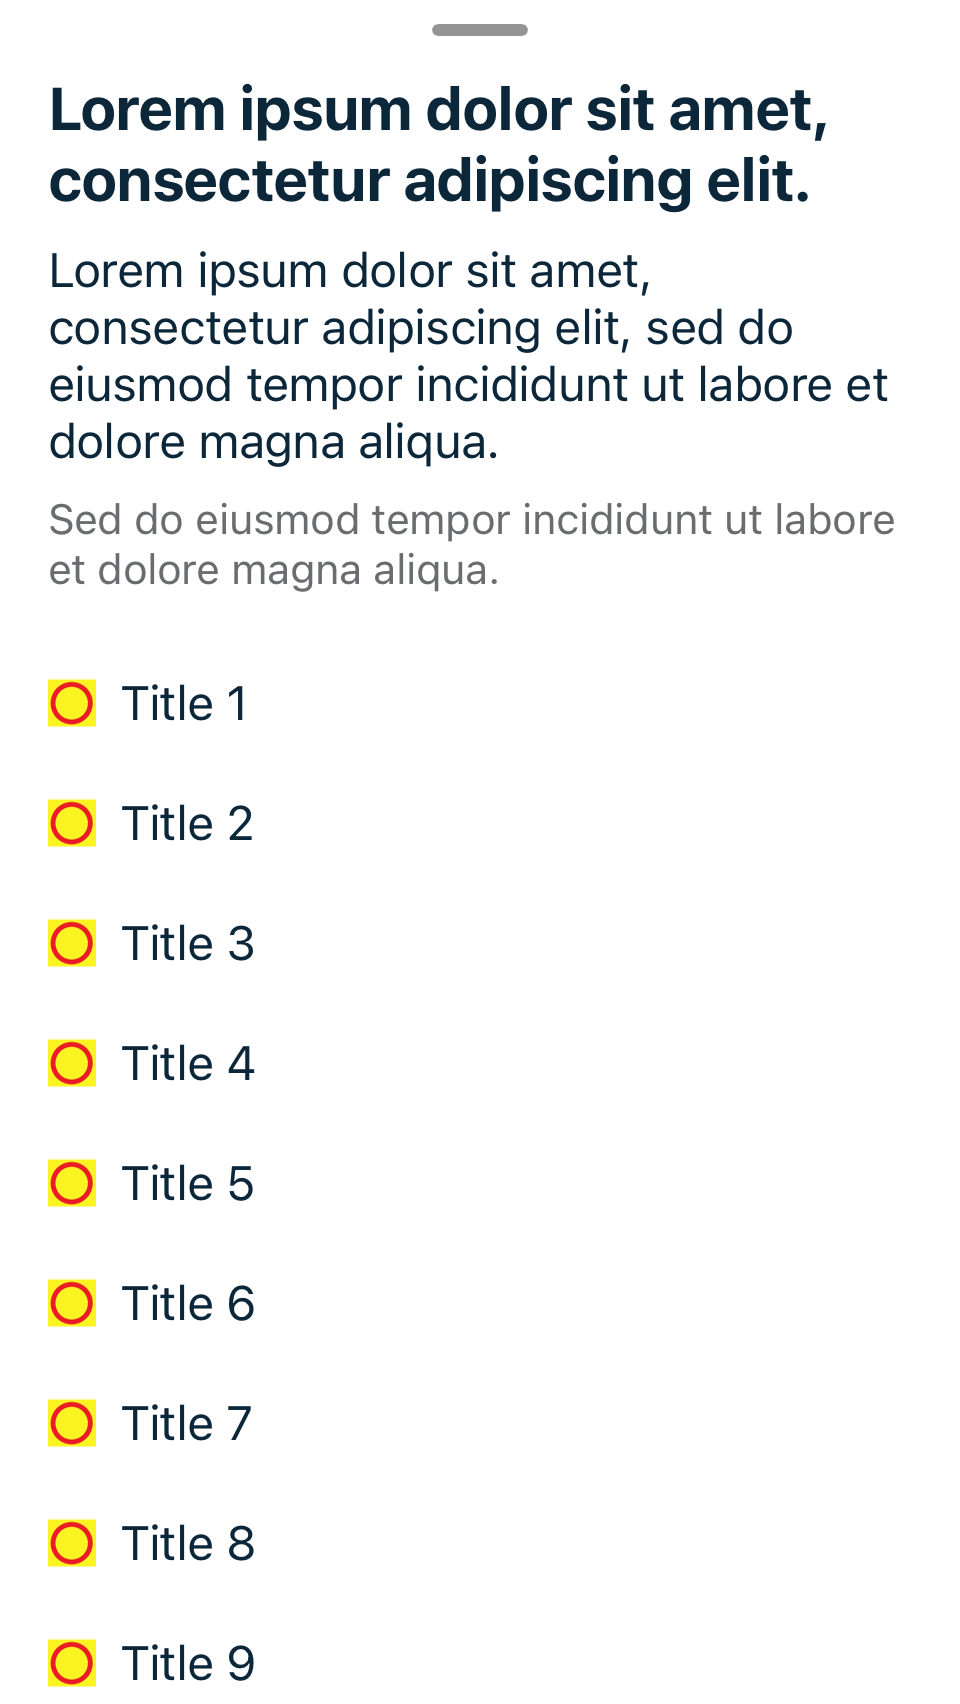 Lorem ipsum dolor sit amet,
consectetur adipiscing elit.
Lorem ipsum dolor sit amet,
consectetur adipiscing elit, sed do
eiusmod tempor incididunt ut labore et
dolore magna aliqua.
Sed do eiusmod tempor incididunt ut labore
et dolore magna aliqua.
Title 1
Title 2
Title 3
Title 4
Title 5
Title 6
Title 7
Title 8
Title 9